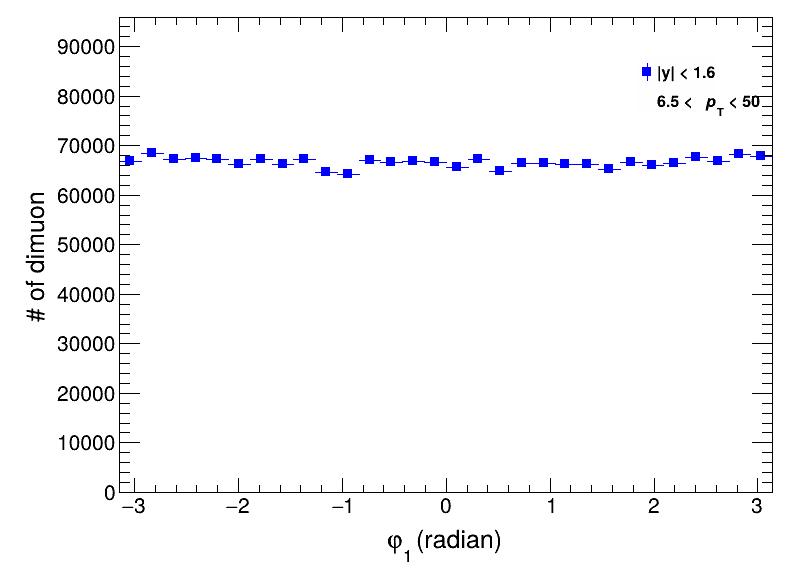 90000
80000
70000
60000
50000
40000
30000
20000
10000
0
# of dimuon
|y| < 1.6
6.5 < p_T < 50
−3 −2 −1 0 1 2 3
φ_1 (radian)